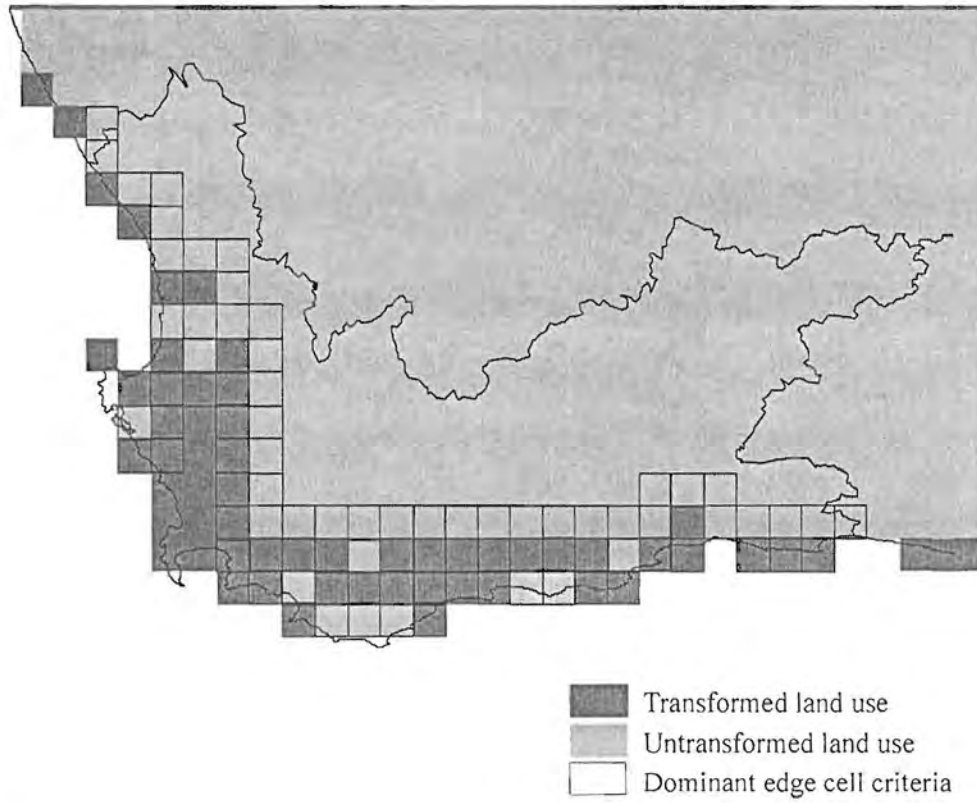 Transformed land use
Untransformed land use
Dominant edge cell criteria